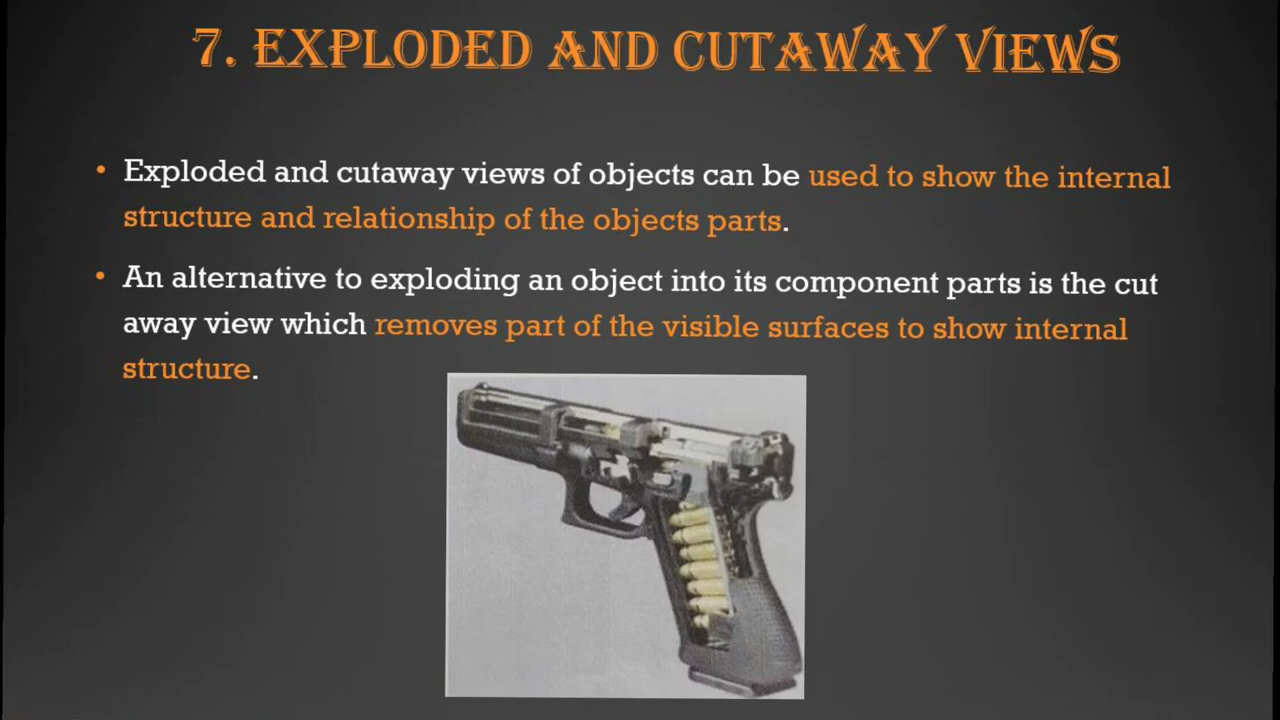 7. EXPLODED AND CUTAWAY VIEWS
• Exploded and cutaway views of objects can be used to show the internal
structure and relationship of the objects parts.
• An alternative to exploding an object into its component parts is the cut
away view which removes part of the visible surfaces to show internal
structure.